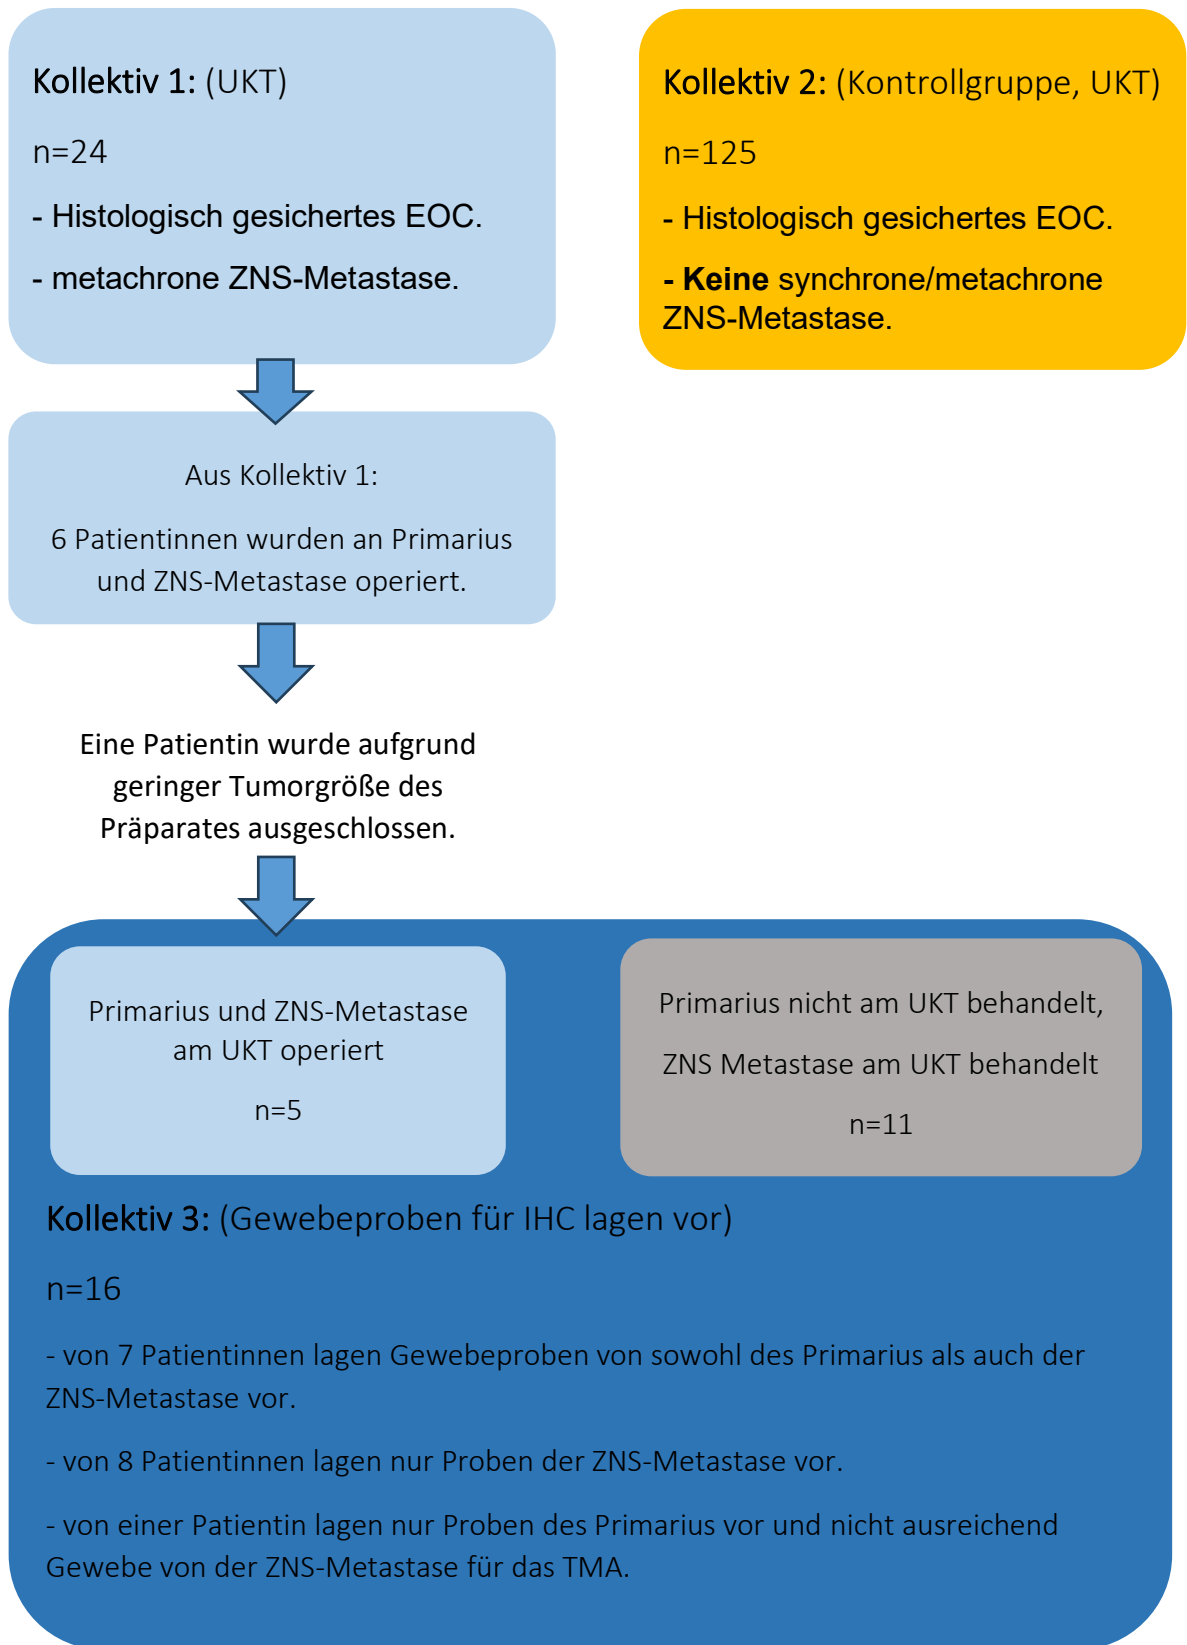 Kollektiv 1: (UKT)
n=24
- Histologisch gesichertes EOC.
- metachrone ZNS-Metastase.
Kollektiv 2: (Kontrollgruppe, UKT)
n=125
- Histologisch gesichertes EOC.
- Keine synchrone/metachrone
ZNS-Metastase.
Aus Kollektiv 1:
6 Patientinnen wurden an Primarius
und ZNS-Metastase operiert.
Eine Patientin wurde aufgrund
geringer Tumorgröße des
Präparates ausgeschlossen.
Primarius und ZNS-Metastase
am UKT operiert
n=5
Primarius nicht am UKT behandelt,
ZNS Metastase am UKT behandelt
n=11
Kollektiv 3: (Gewebeproben für IHC lagen vor)
n=16
- von 7 Patientinnen lagen Gewebeproben von sowohl des Primarius als auch der
ZNS-Metastase vor.
- von 8 Patientinnen lagen nur Proben der ZNS-Metastase vor.
- von einer Patientin lagen nur Proben des Primarius vor und nicht ausreichend
Gewebe von der ZNS-Metastase für das TMA.